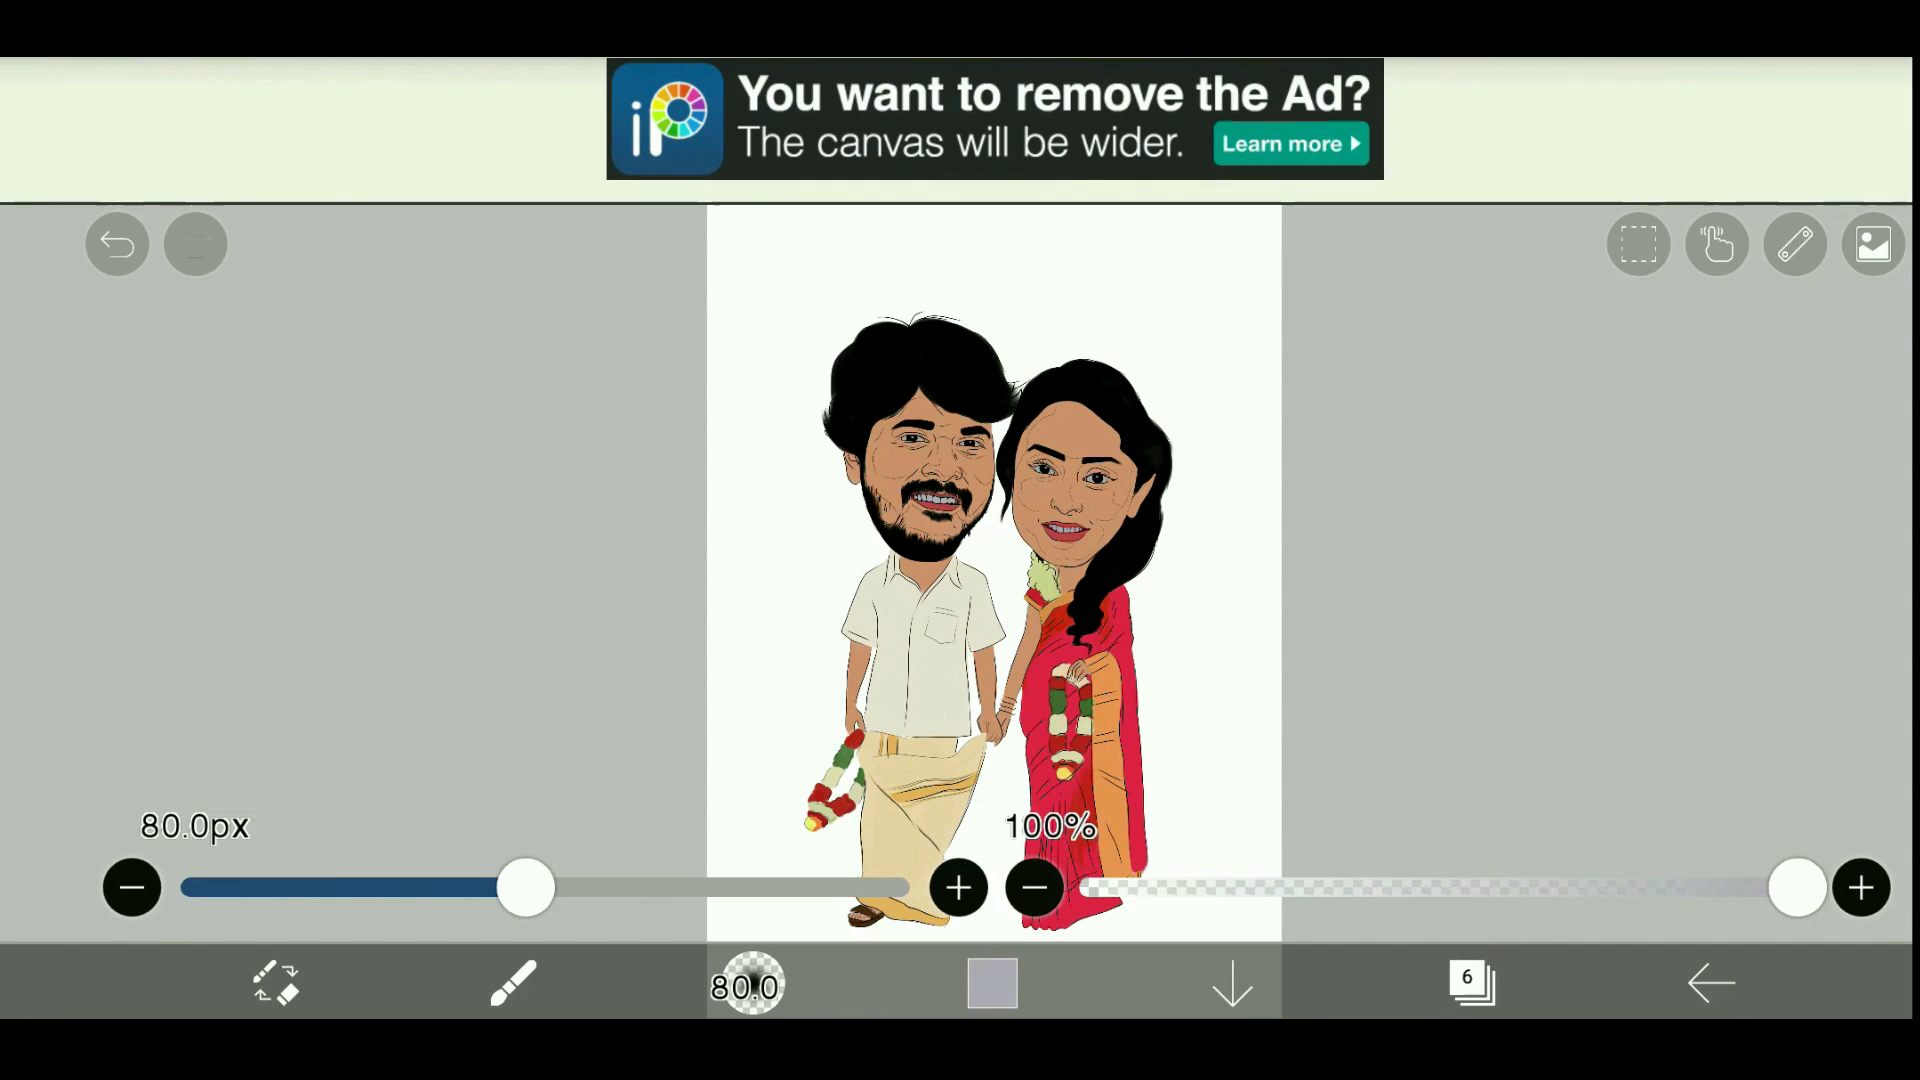 iP
You want to remove the Ad?
The canvas will be wider.
Learn more
80.0px
100%
80.0
6